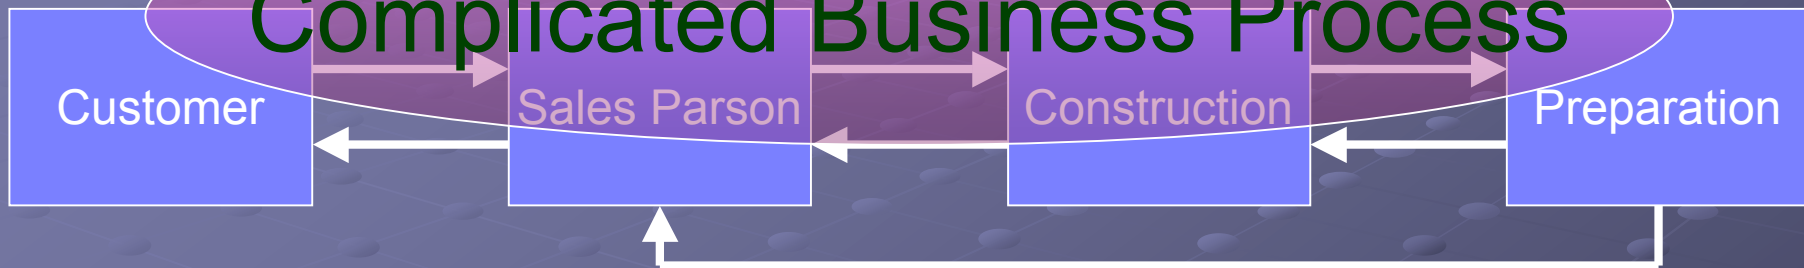 Complicated Business Process
Customer
Sales Parson
Construction
Preparation